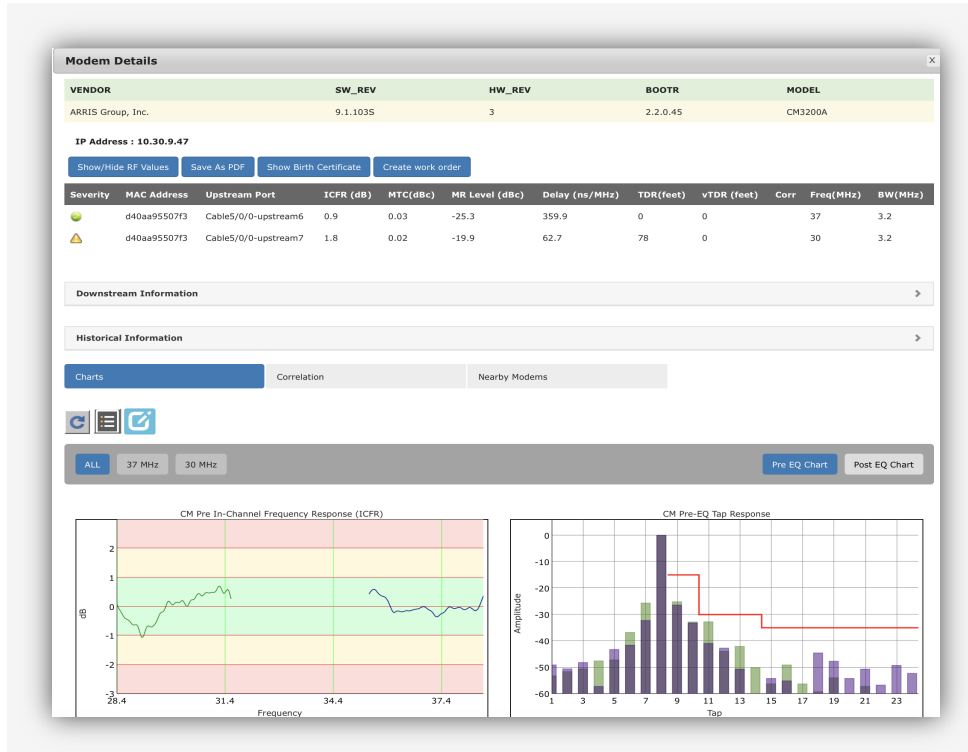 Modem Details
X
VENDOR SW_REV HW_REV BOOTR MODEL
ARRIS Group, Inc. 9.1.103S 3 2.2.0.45 CM3200A
IP Address : 10.30.9.47
Show/Hide RF Values Save As PDF Show Birth Certificate Create work order
Severity MAC Address Upstream Port ICFR (dB) MTC(dBc) MR Level (dBc) Delay (ns/MHz) TDR(feet) vTDR (feet) Corr Freq(MHz) BW(MHz)
d40aa95507f3 Cable5/0/0-upstream6 0.9 0.03 -25.3 359.9 0 0 37 3.2
d40aa95507f3 Cable5/0/0-upstream7 1.8 0.02 -19.9 62.7 78 0 30 3.2
Downstream Information
Historical Information
Charts Correlation Nearby Modems
ALL 37 MHz 30 MHz Pre EQ Chart Post EQ Chart
CM Pre In-Channel Frequency Response (ICFR)
2
1
0
-1
-2
-3
dB
28.4 31.4 34.4 37.4
Frequency
CM Pre-EQ Tap Response
0
-10
-20
-30
-40
-50
-60
Amplitude
1 3 5 7 9 11 13 15 17 19 21 23
Tap